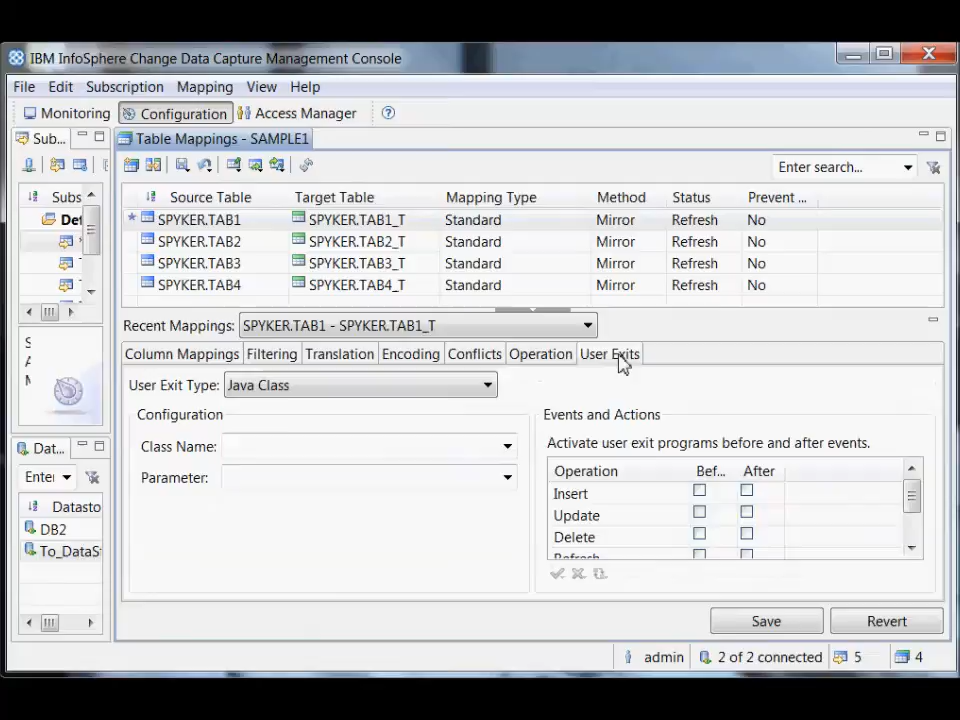 IBM InfoSphere Change Data Capture Management Console
File Edit Subscription Mapping View Help
Monitoring Configuration Access Manager
Sub... Table Mappings - SAMPLE1
Enter search...
Subs Source Table Target Table Mapping Type Method Status Prevent ...
SPYKER.TAB1 SPYKER.TAB1_T Standard Mirror Refresh No
SPYKER.TAB2 SPYKER.TAB2_T Standard Mirror Refresh No
SPYKER.TAB3 SPYKER.TAB3_T Standard Mirror Refresh No
SPYKER.TAB4 SPYKER.TAB4_T Standard Mirror Refresh No
Recent Mappings: SPYKER.TAB1 - SPYKER.TAB1_T
Column Mappings Filtering Translation Encoding Conflicts Operation User Exits
User Exit Type: Java Class
Configuration
Class Name:
Parameter:
Events and Actions
Activate user exit programs before and after events.
Operation Bef... After
Insert
Update
Delete
Refresh
Dat...
Datasto
DB2
To_DataS
Save Revert
admin 2 of 2 connected 5 4